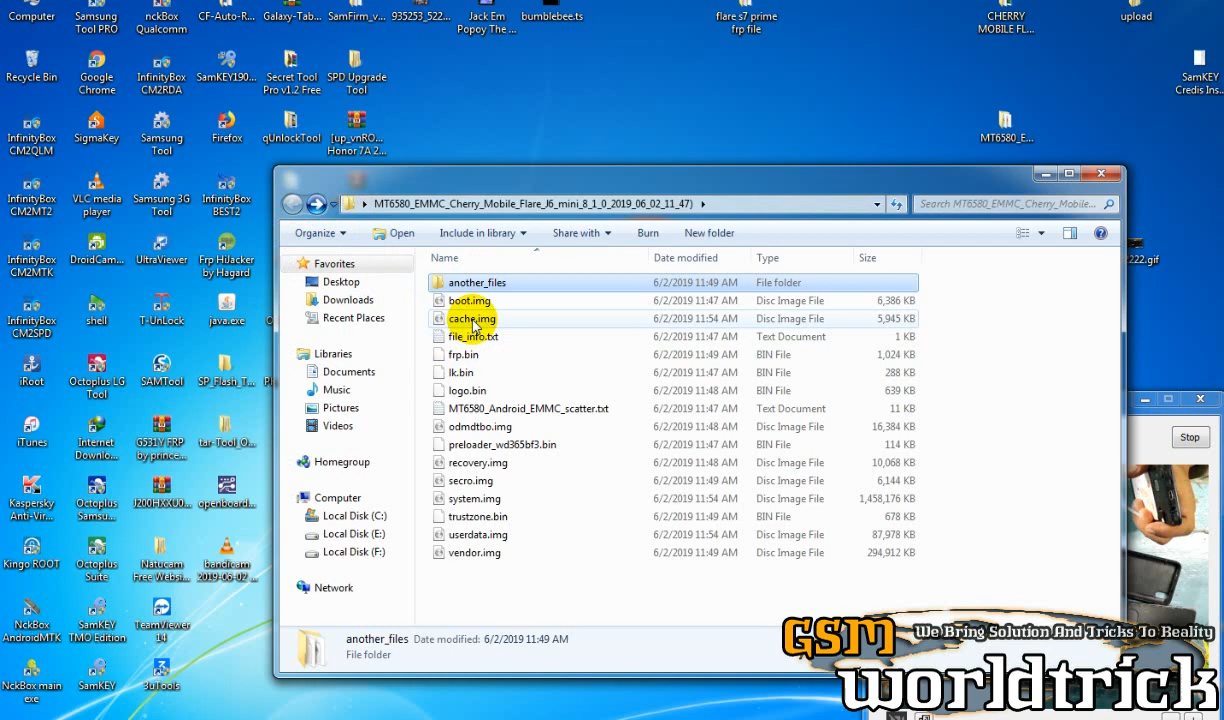 Computer
Samsung
Tool PRO
nckBox
Qualcomm
CF-Auto-R...
Galaxy-Tab...
SamFirm_v...
935253_522...
Jack Em
Popoy The ...
bumblebee.ts
flare s7 prime
frp file
CHERRY
MOBILE FL...
upload
Recycle Bin
Google
Chrome
InfinityBox
CM2RDA
SamKEY190...
Secret Tool
Pro v1.2 Free
SPD Upgrade
Tool
SamKEY
Credis Ins...
InfinityBox
CM2QLM
SigmaKey
Samsung
Tool
Firefox
qUnlockTool
[up_vnRO...
Honor 7A 2...
MT6580_E...
InfinityBox
CM2MT2
VLC media
player
Samsung 3G
Tool
InfinityBox
BEST2
InfinityBox
CM2MTK
DroidCam...
UltraViewer
Frp HiJacker
by Hagard
InfinityBox
CM2SPD
shell
T-UnLock
java.exe
iRoot
Octoplus LG
Tool
SAMTool
SP_Flash_T...
iTunes
Internet
Downlo...
G531Y FRP
by prince...
tar-Tool_O...
Kaspersky
Anti-Vir...
Octoplus
Samsu...
J200HXXU0...
openboard...
Kingo ROOT
Octoplus
Suite
Natucam
Free Websi...
bandicam
2019-06-02 ...
NckBox
AndroidMTK
SamKEY
TMO Edition
TeamViewer
14
NckBox main
exe
SamKEY
3uTools
222.gif
MT6580_EMMC_Cherry_Mobile_Flare_J6_mini_8_1_0_2019_06_02_11_47)
Search MT6580_EMMC_Cherry_Mobile...
Organize
Open
Include in library
Share with
Burn
New folder
Favorites
Desktop
Downloads
Recent Places
Libraries
Documents
Music
Pictures
Videos
Homegroup
Computer
Local Disk (C:)
Local Disk (E:)
Local Disk (F:)
Network
Name Date modified Type Size
another_files 6/2/2019 11:49 AM File folder
boot.img 6/2/2019 11:47 AM Disc Image File 6,386 KB
cache.img 6/2/2019 11:54 AM Disc Image File 5,945 KB
file_info.txt 6/2/2019 11:47 AM Text Document 1 KB
frp.bin 6/2/2019 11:49 AM BIN File 1,024 KB
lk.bin 6/2/2019 11:47 AM BIN File 288 KB
logo.bin 6/2/2019 11:48 AM BIN File 639 KB
MT6580_Android_EMMC_scatter.txt 6/2/2019 11:47 AM Text Document 11 KB
odmdtbo.img 6/2/2019 11:48 AM Disc Image File 16,384 KB
preloader_wd365bf3.bin 6/2/2019 11:47 AM BIN File 114 KB
recovery.img 6/2/2019 11:48 AM Disc Image File 10,068 KB
secro.img 6/2/2019 11:49 AM Disc Image File 6,144 KB
system.img 6/2/2019 11:54 AM Disc Image File 1,458,176 KB
trustzone.bin 6/2/2019 11:49 AM BIN File 678 KB
userdata.img 6/2/2019 11:54 AM Disc Image File 87,978 KB
vendor.img 6/2/2019 11:49 AM Disc Image File 294,912 KB
another_files Date modified: 6/2/2019 11:49 AM
File folder
Stop
GSM
We Bring Solution And Tricks To Reality
worldtrick